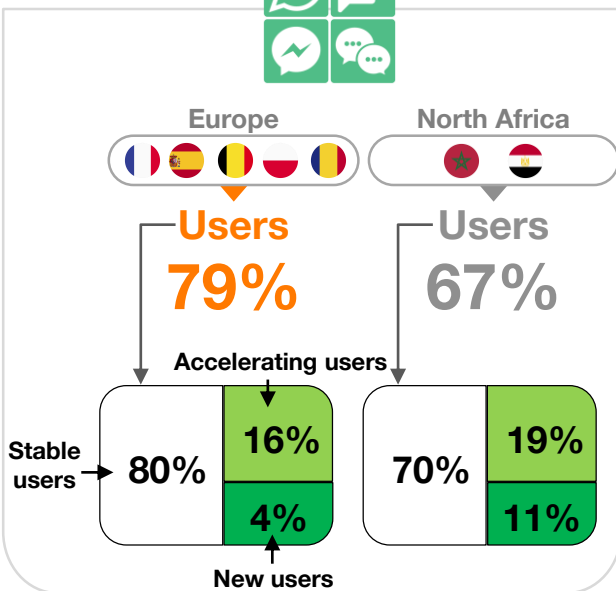 Europe
North Africa
Users
79%
Users
67%
Accelerating users
Stable
users
80%
16%
4%
70%
19%
11%
New users